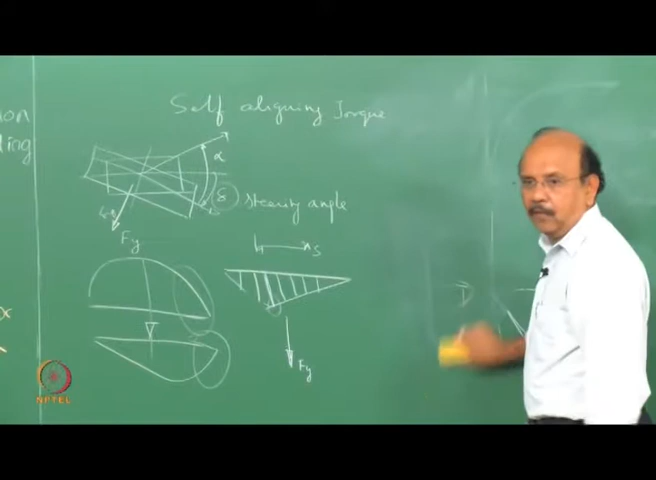 Self aligning Torque
α
δ steering angle
Fy
s
Fy
NPTEL